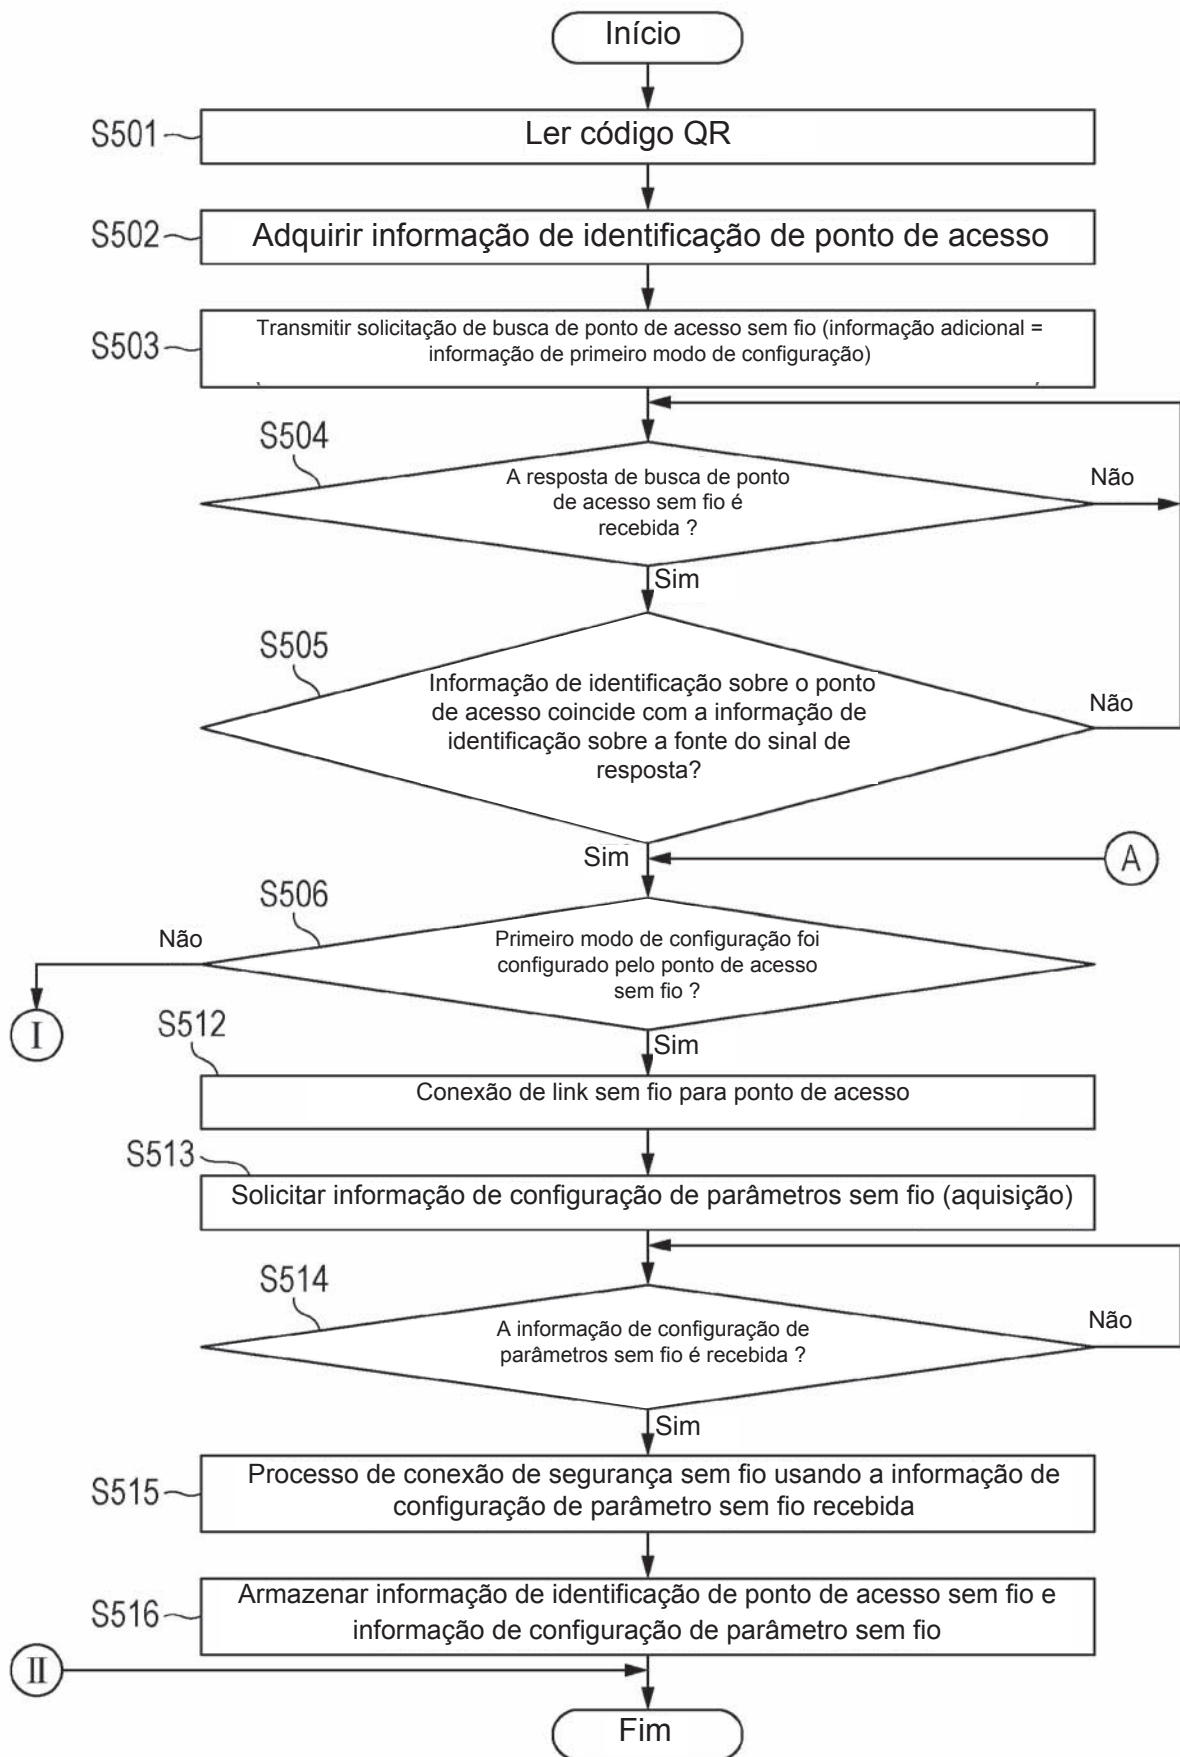 Início
S501
Ler código QR
S502
Adquirir informação de identificação de ponto de acesso
S503
Transmitir solicitação de busca de ponto de acesso sem fio (informação adicional =
informação de primeiro modo de configuração)
S504
A resposta de busca de ponto
de acesso sem fio é
recebida ?
Não
Sim
S505
Informação de identificação sobre o ponto
de acesso coincide com a informação de
identificação sobre a fonte do sinal de
resposta?
Não
Sim
A
S506
Não
Primeiro modo de configuração foi
configurado pelo ponto de acesso
sem fio ?
I
Sim
S512
Conexão de link sem fio para ponto de acesso
S513
Solicitar informação de configuração de parâmetros sem fio (aquisição)
S514
A informação de configuração de
parâmetros sem fio é recebida ?
Não
Sim
S515
Processo de conexão de segurança sem fio usando a informação de
configuração de parâmetro sem fio recebida
S516
Armazenar informação de identificação de ponto de acesso sem fio e
informação de configuração de parâmetro sem fio
II
Fim